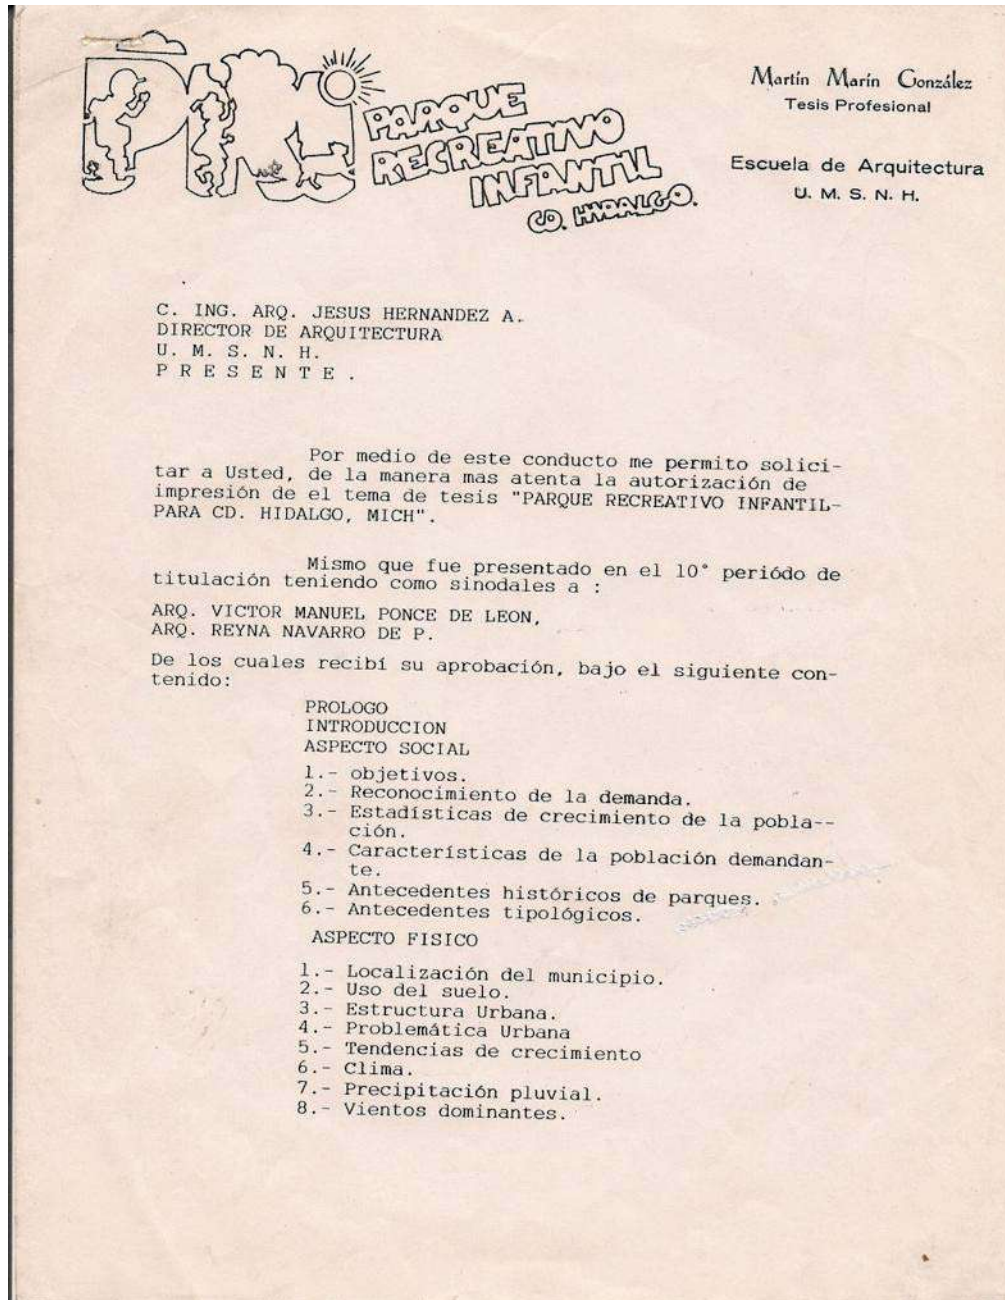 PRI
PARQUE
RECREATIVO
INFANTIL
CD. HIDALGO.
Martín Marín González
Tesis Profesional
Escuela de Arquitectura
U. M. S. N. H.
C. ING. ARQ. JESUS HERNANDEZ A.
DIRECTOR DE ARQUITECTURA
U. M. S. N. H.
P R E S E N T E .
Por medio de este conducto me permito solici-
tar a Usted, de la manera mas atenta la autorización de
impresión de el tema de tesis "PARQUE RECREATIVO INFANTIL-
PARA CD. HIDALGO, MICH".
Mismo que fue presentado en el 10° periódo de
titulación teniendo como sinodales a :
ARQ. VICTOR MANUEL PONCE DE LEON,
ARQ. REYNA NAVARRO DE P.
De los cuales recibí su aprobación, bajo el siguiente con-
tenido:
PROLOGO
INTRODUCCION
ASPECTO SOCIAL
1.- objetivos.
2.- Reconocimiento de la demanda.
3.- Estadísticas de crecimiento de la pobla--
ción.
4.- Características de la población demandan-
te.
5.- Antecedentes históricos de parques.
6.- Antecedentes tipológicos.
ASPECTO FISICO
1.- Localización del municipio.
2.- Uso del suelo.
3.- Estructura Urbana.
4.- Problemática Urbana
5.- Tendencias de crecimiento
6.- Clima.
7.- Precipitación pluvial.
8.- Vientos dominantes.